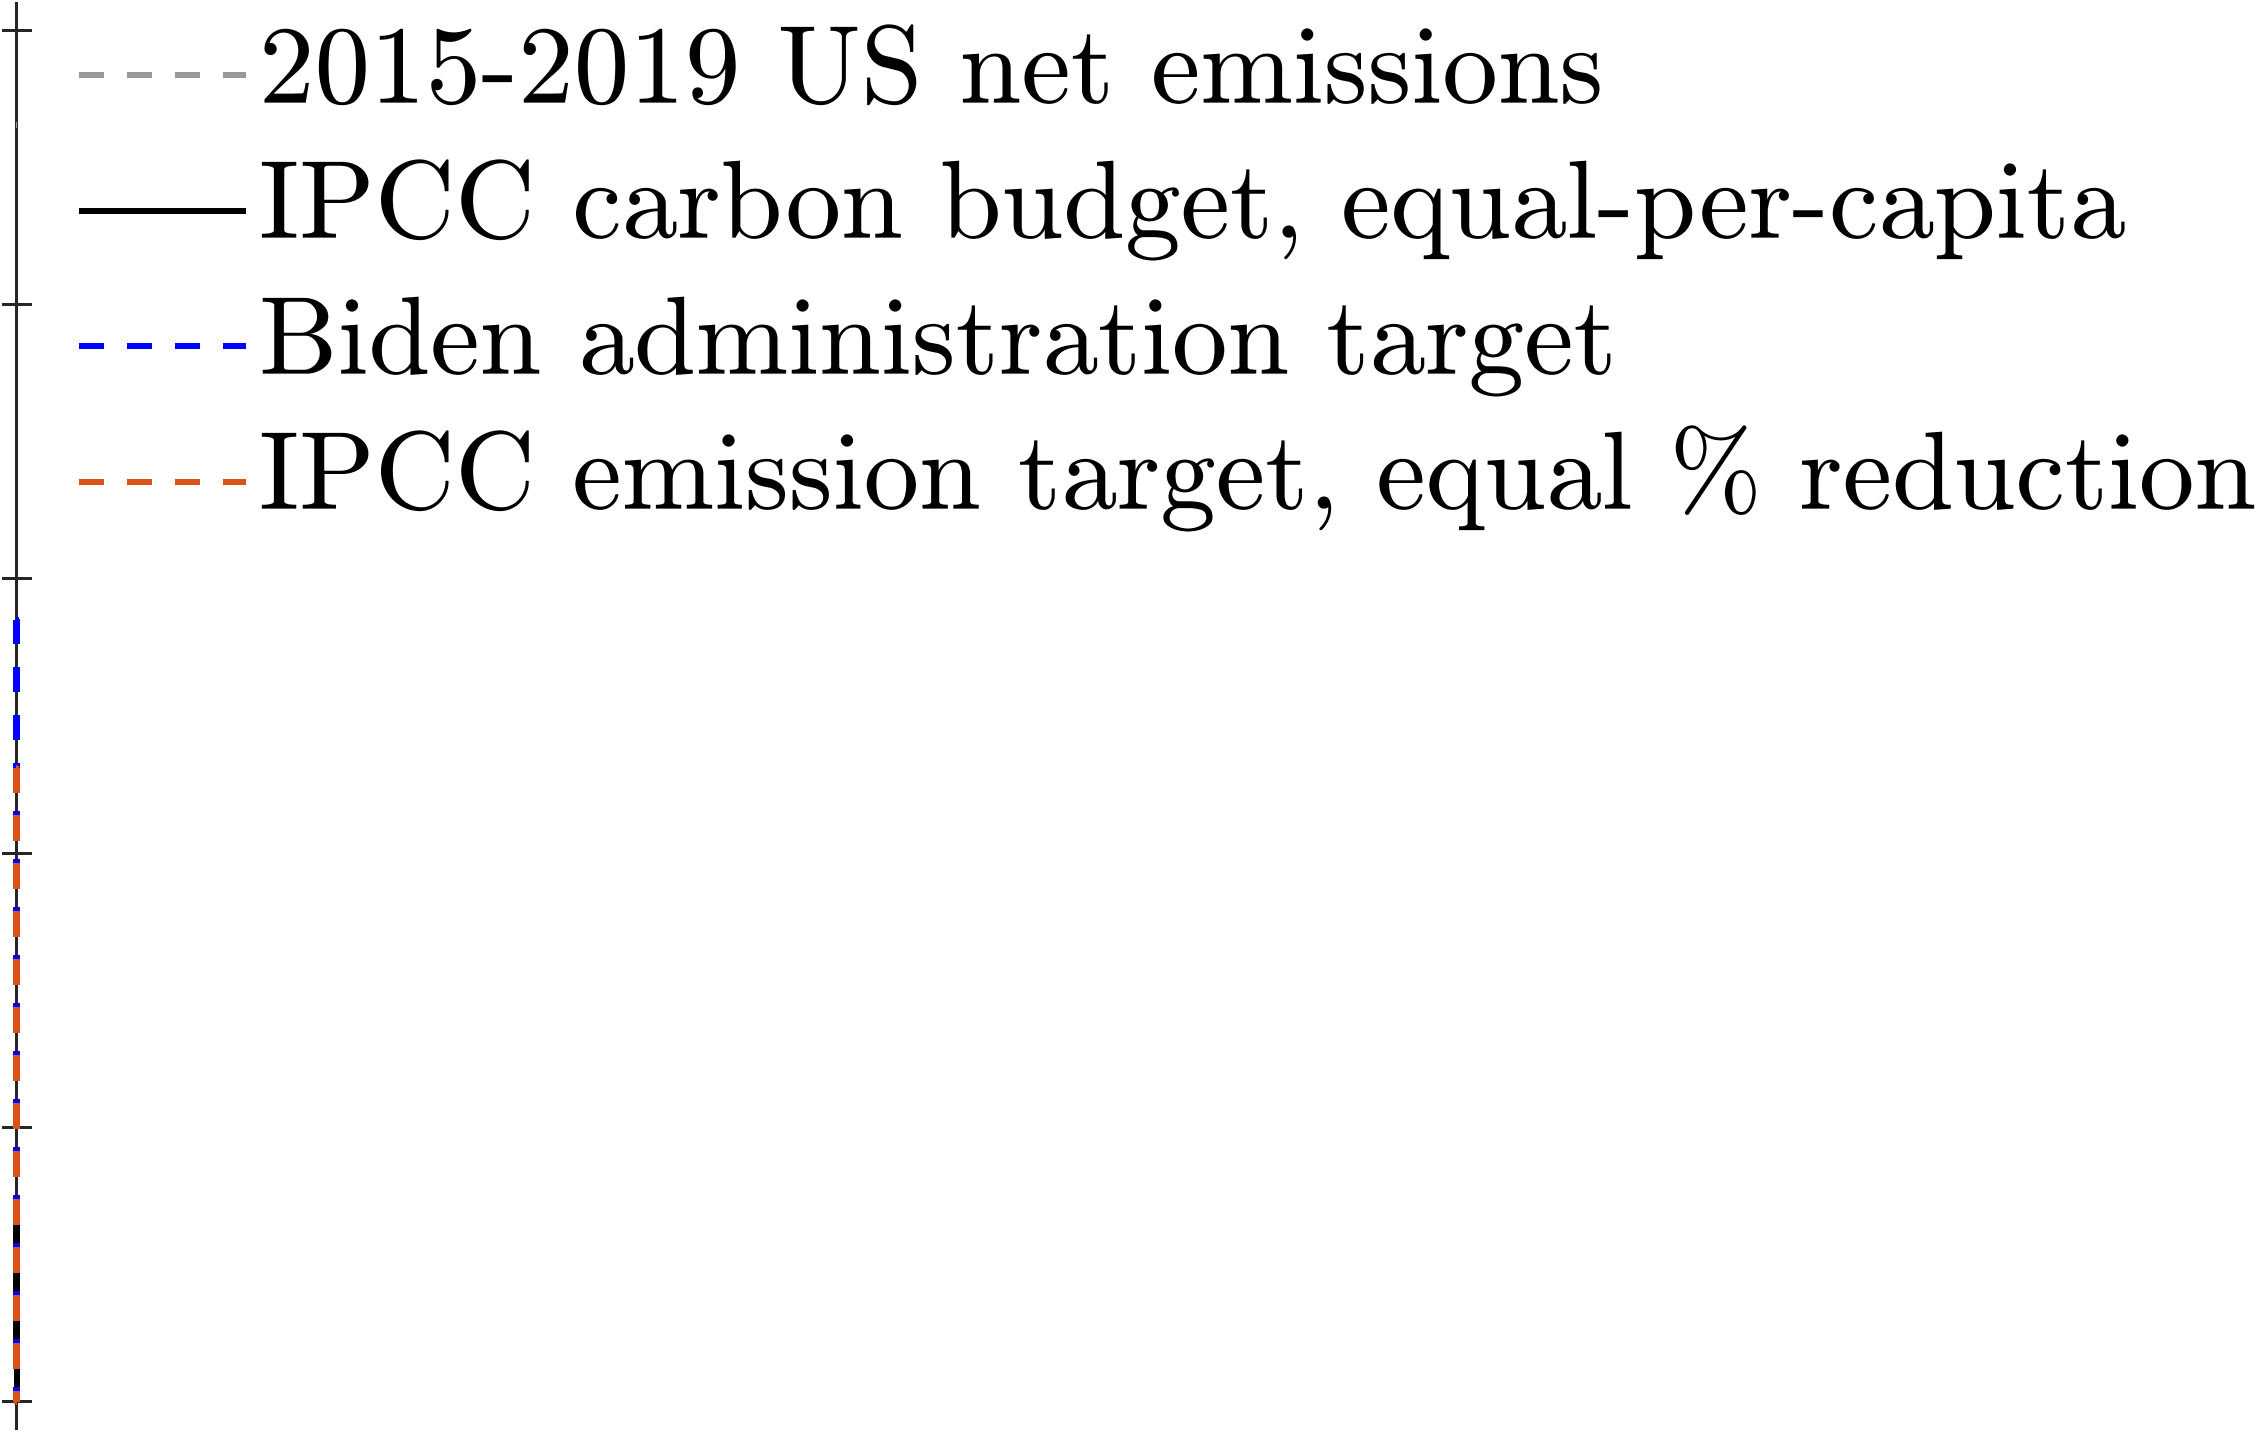 2015-2019 US net emissions
IPCC carbon budget, equal-per-capita
Biden administration target
IPCC emission target, equal % reduction